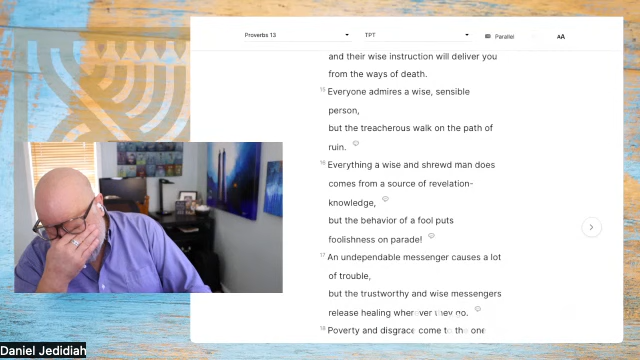 Proverbs 13
TPT
Parallel
AA
and their wise instruction will deliver you
from the ways of death.
15 Everyone admires a wise, sensible
person,
but the treacherous walk on the path of
ruin.
16 Everything a wise and shrewd man does
comes from a source of revelation-
knowledge,
but the behavior of a fool puts
foolishness on parade!
17 An undependable messenger causes a lot
of trouble,
but the trustworthy and wise messengers
release healing wherever they go.
18 Poverty and disgrace come to the one
Daniel Jedidiah